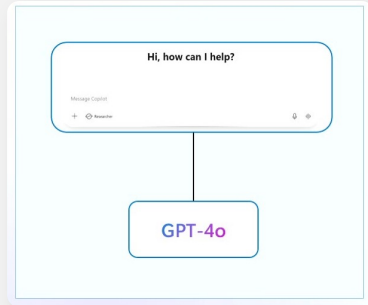 Hi, how can I help?
Message Copilot
Researcher
GPT-4o